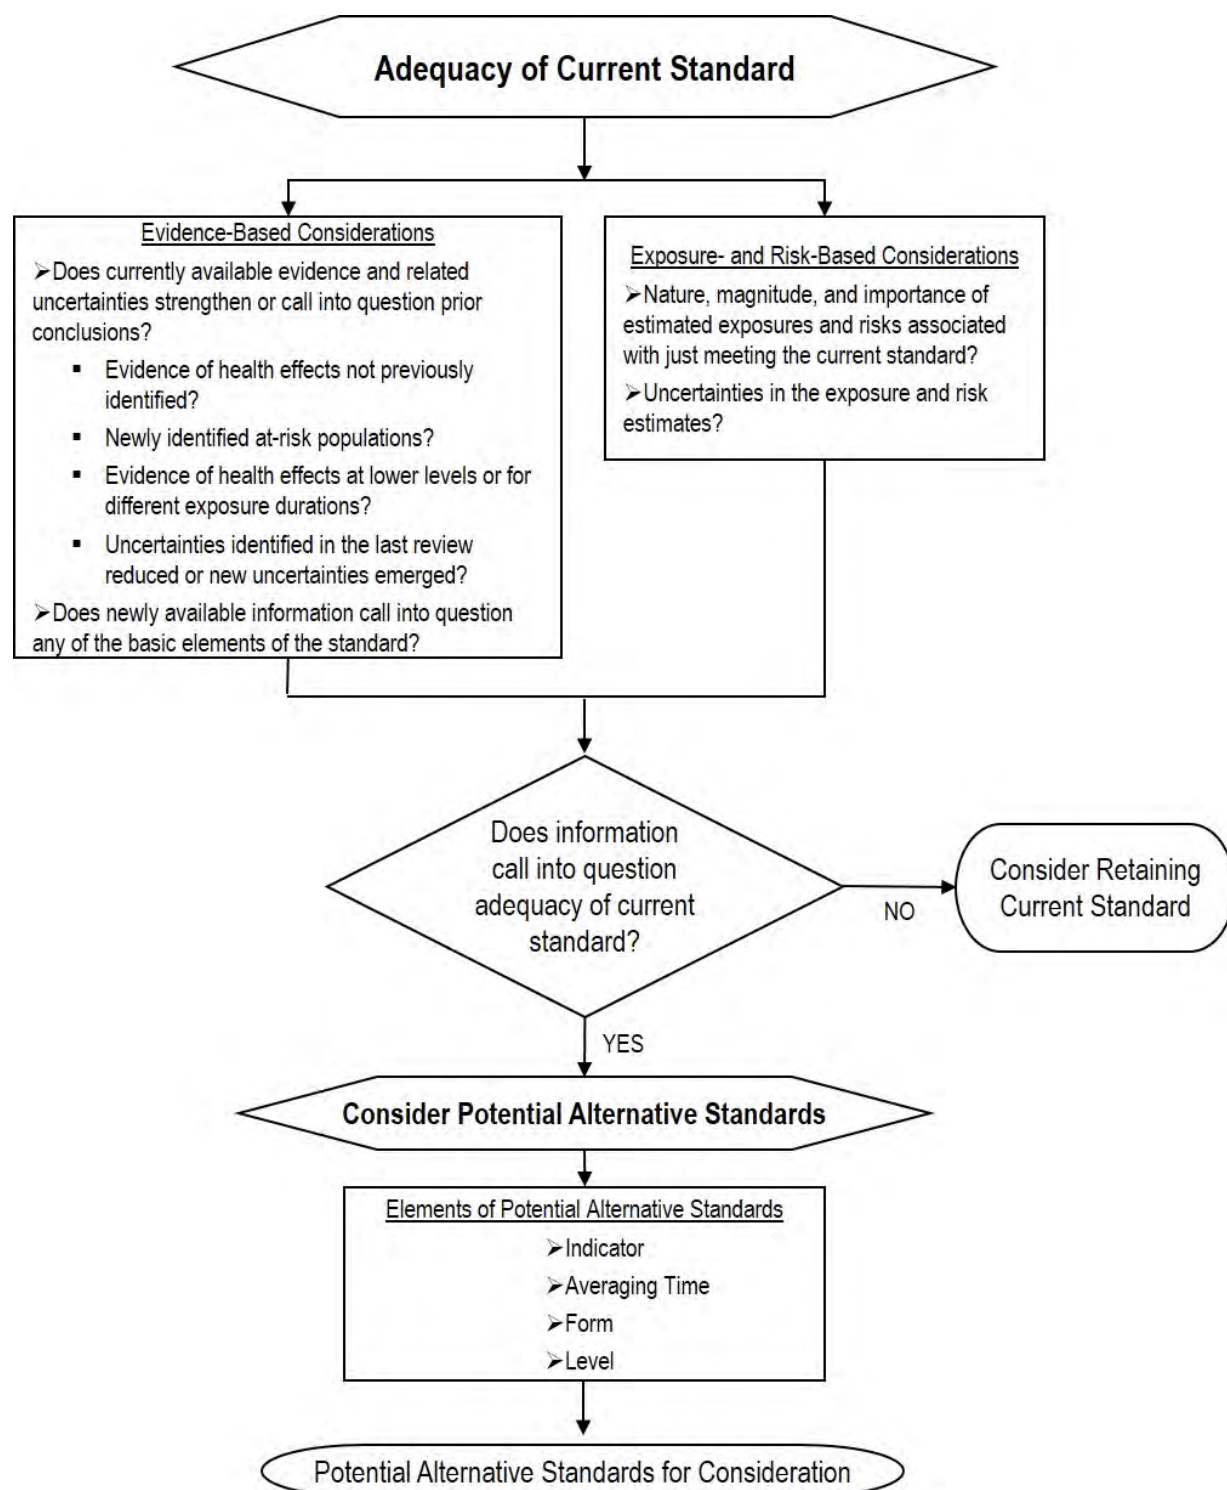 Adequacy of Current Standard
Evidence-Based Considerations
➢Does currently available evidence and related
uncertainties strengthen or call into question prior
conclusions?
▪ Evidence of health effects not previously
identified?
▪ Newly identified at-risk populations?
▪ Evidence of health effects at lower levels or for
different exposure durations?
▪ Uncertainties identified in the last review
reduced or new uncertainties emerged?
➢Does newly available information call into question
any of the basic elements of the standard?
Exposure- and Risk-Based Considerations
➢Nature, magnitude, and importance of
estimated exposures and risks associated
with just meeting the current standard?
➢Uncertainties in the exposure and risk
estimates?
Does information
call into question
adequacy of current
standard?
NO
Consider Retaining
Current Standard
YES
Consider Potential Alternative Standards
Elements of Potential Alternative Standards
➢Indicator
➢Averaging Time
➢Form
➢Level
Potential Alternative Standards for Consideration